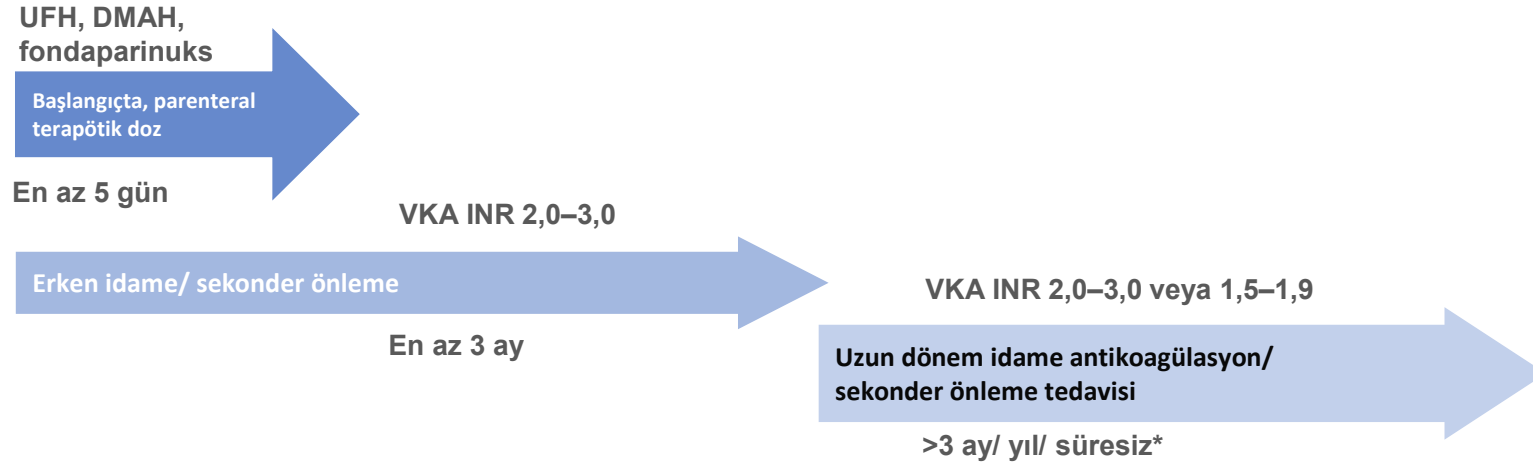 UFH, DMAH,
fondaparinuks
Başlangıçta, parenteral
terapötik doz
En az 5 gün
VKA INR 2,0–3,0
Erken idame/ sekonder önleme
En az 3 ay
VKA INR 2,0–3,0 veya 1,5–1,9
Uzun dönem idame antikoagülasyon/
sekonder önleme tedavisi
>3 ay/ yıl/ süresiz*